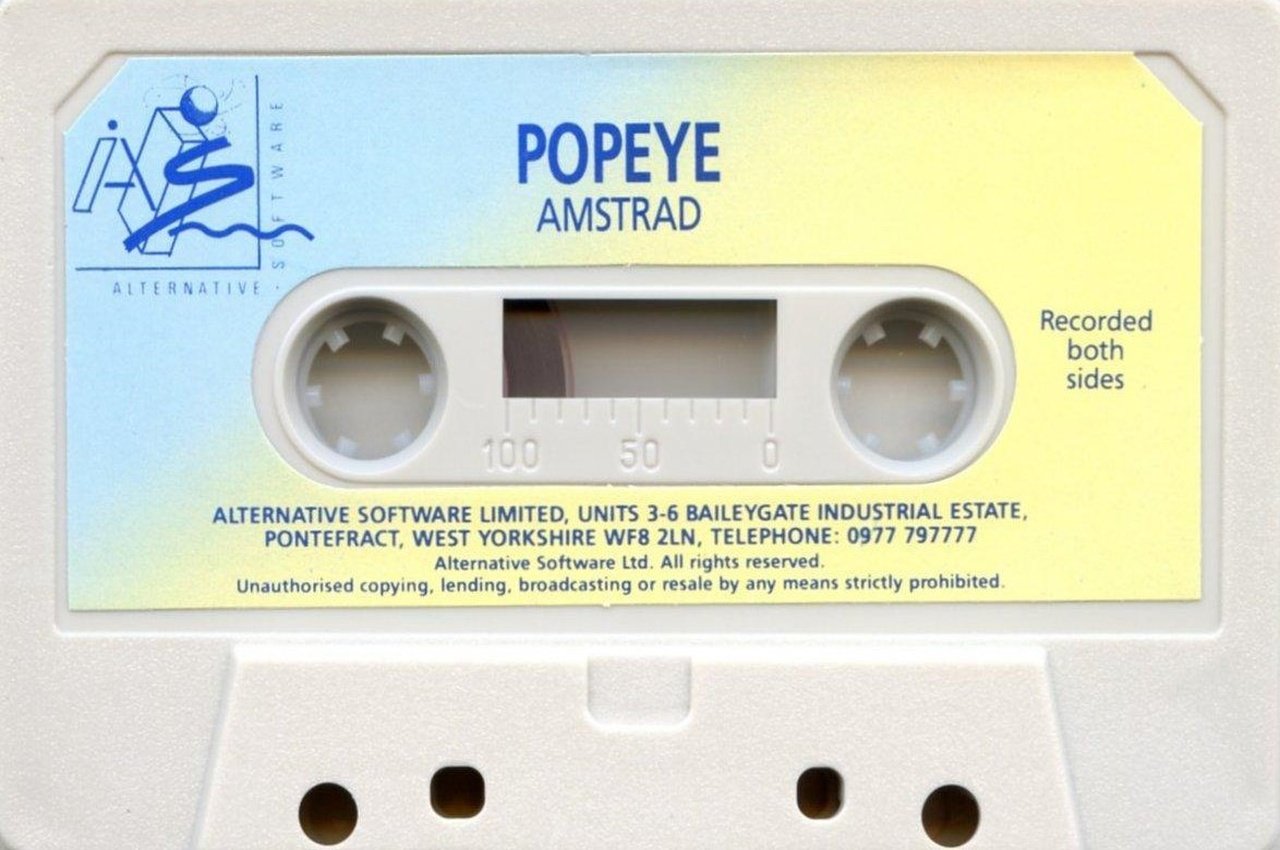 POPEYE
AMSTRAD
AS
SOFTWARE
ALTERNATIVE
Recorded
both
sides
100 50 0
ALTERNATIVE SOFTWARE LIMITED, UNITS 3-6 BAILEYGATE INDUSTRIAL ESTATE,
PONTEFRACT, WEST YORKSHIRE WF8 2LN, TELEPHONE: 0977 797777
Alternative Software Ltd. All rights reserved.
Unauthorised copying, lending, broadcasting or resale by any means strictly prohibited.